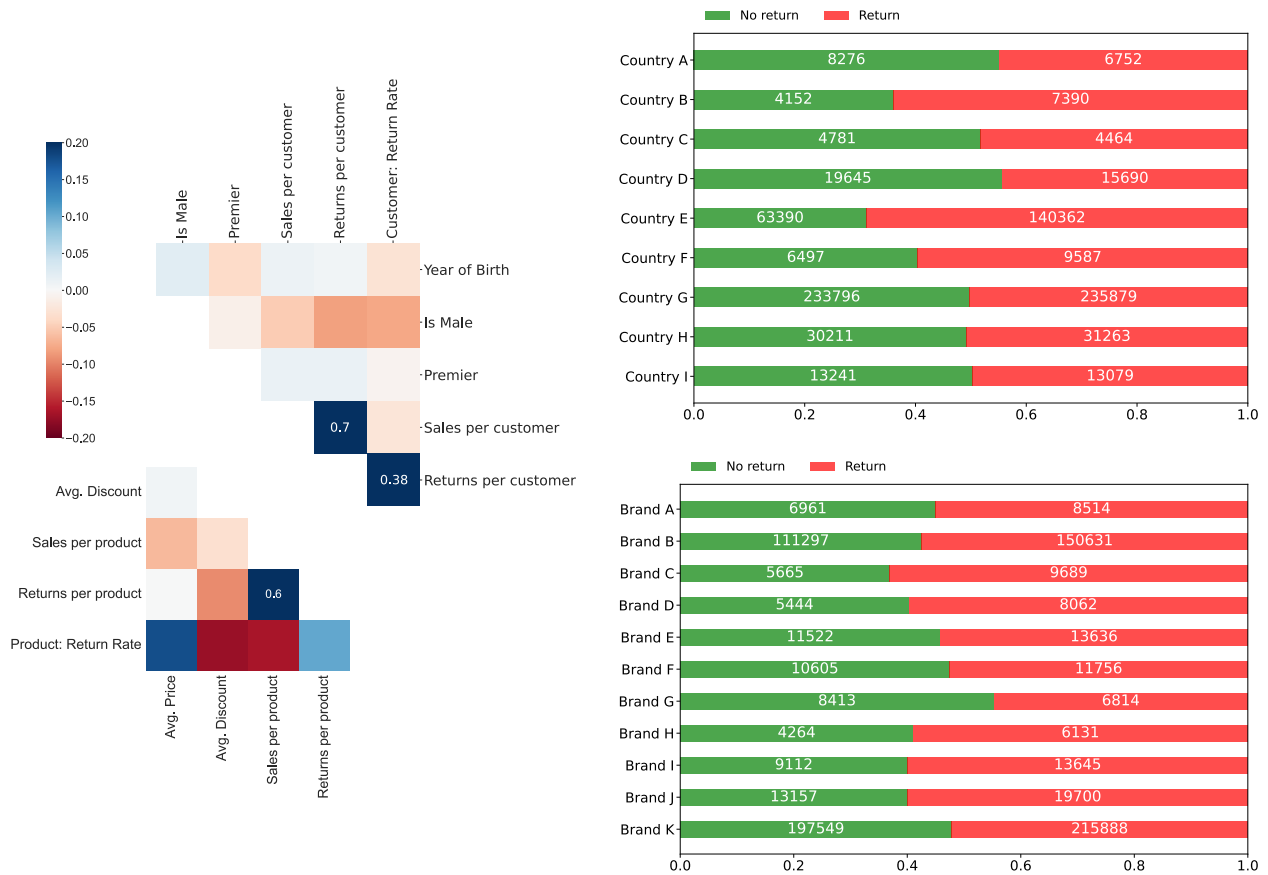 Is Male
Premier
Sales per customer
Returns per customer
Customer: Return Rate
0.20
0.15
0.10
0.05
0.00
−0.05
−0.10
−0.15
−0.20
Year of Birth
Is Male
Premier
0.7
Sales per customer
0.38
Returns per customer
Avg. Discount
Sales per product
Returns per product
0.6
Product: Return Rate
Avg. Price
Avg. Discount
Sales per product
Returns per product
No return Return
Country A 8276 6752
Country B 4152 7390
Country C 4781 4464
Country D 19645 15690
Country E 63390 140362
Country F 6497 9587
Country G 233796 235879
Country H 30211 31263
Country I 13241 13079
0.0 0.2 0.4 0.6 0.8 1.0
No return Return
Brand A 6961 8514
Brand B 111297 150631
Brand C 5665 9689
Brand D 5444 8062
Brand E 11522 13636
Brand F 10605 11756
Brand G 8413 6814
Brand H 4264 6131
Brand I 9112 13645
Brand J 13157 19700
Brand K 197549 215888
0.0 0.2 0.4 0.6 0.8 1.0